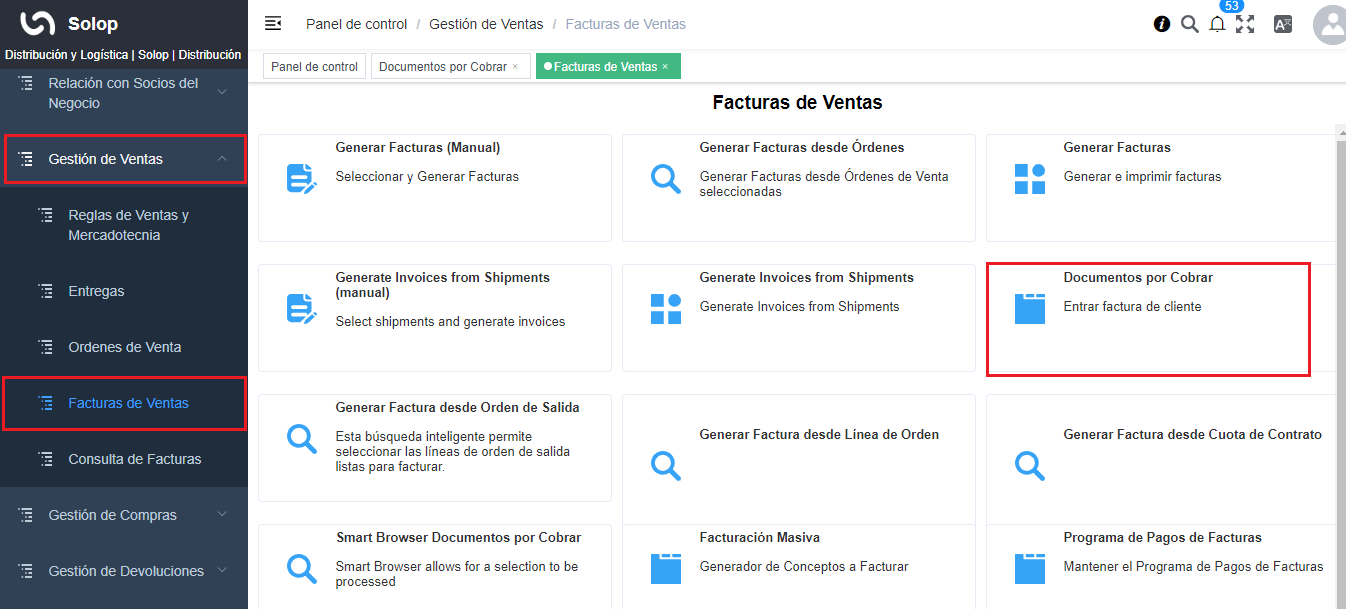 Solop
Distribución y Logística | Solop | Distribución
Relación con Socios del
Negocio
Gestión de Ventas
Reglas de Ventas y
Mercadotecnia
Entregas
Ordenes de Venta
Facturas de Ventas
Consulta de Facturas
Gestión de Compras
Gestión de Devoluciones
Panel de control / Gestión de Ventas / Facturas de Ventas
53
Panel de control
Documentos por Cobrar ×
Facturas de Ventas ×
Facturas de Ventas
Generar Facturas (Manual)
Seleccionar y Generar Facturas
Generar Facturas desde Órdenes
Generar Facturas desde Órdenes de Venta
seleccionadas
Generar Facturas
Generar e imprimir facturas
Generate Invoices from Shipments
(manual)
Select shipments and generate invoices
Generate Invoices from Shipments
Generate Invoices from Shipments
Documentos por Cobrar
Entrar factura de cliente
Generar Factura desde Orden de Salida
Esta búsqueda inteligente permite
seleccionar las líneas de orden de salida
listas para facturar.
Generar Factura desde Línea de Orden
Generar Factura desde Cuota de Contrato
Smart Browser Documentos por Cobrar
Smart Browser allows for a selection to be
processed
Facturación Masiva
Generador de Conceptos a Facturar
Programa de Pagos de Facturas
Mantener el Programa de Pagos de Facturas